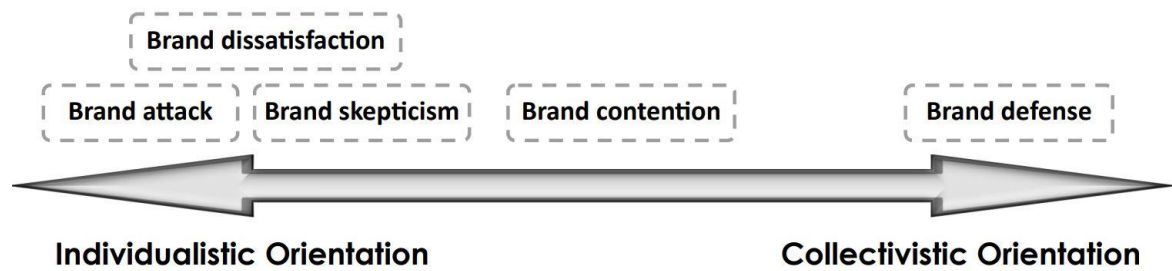 Brand dissatisfaction
Brand attack
Brand skepticism
Brand contention
Brand defense
Individualistic Orientation
Collectivistic Orientation